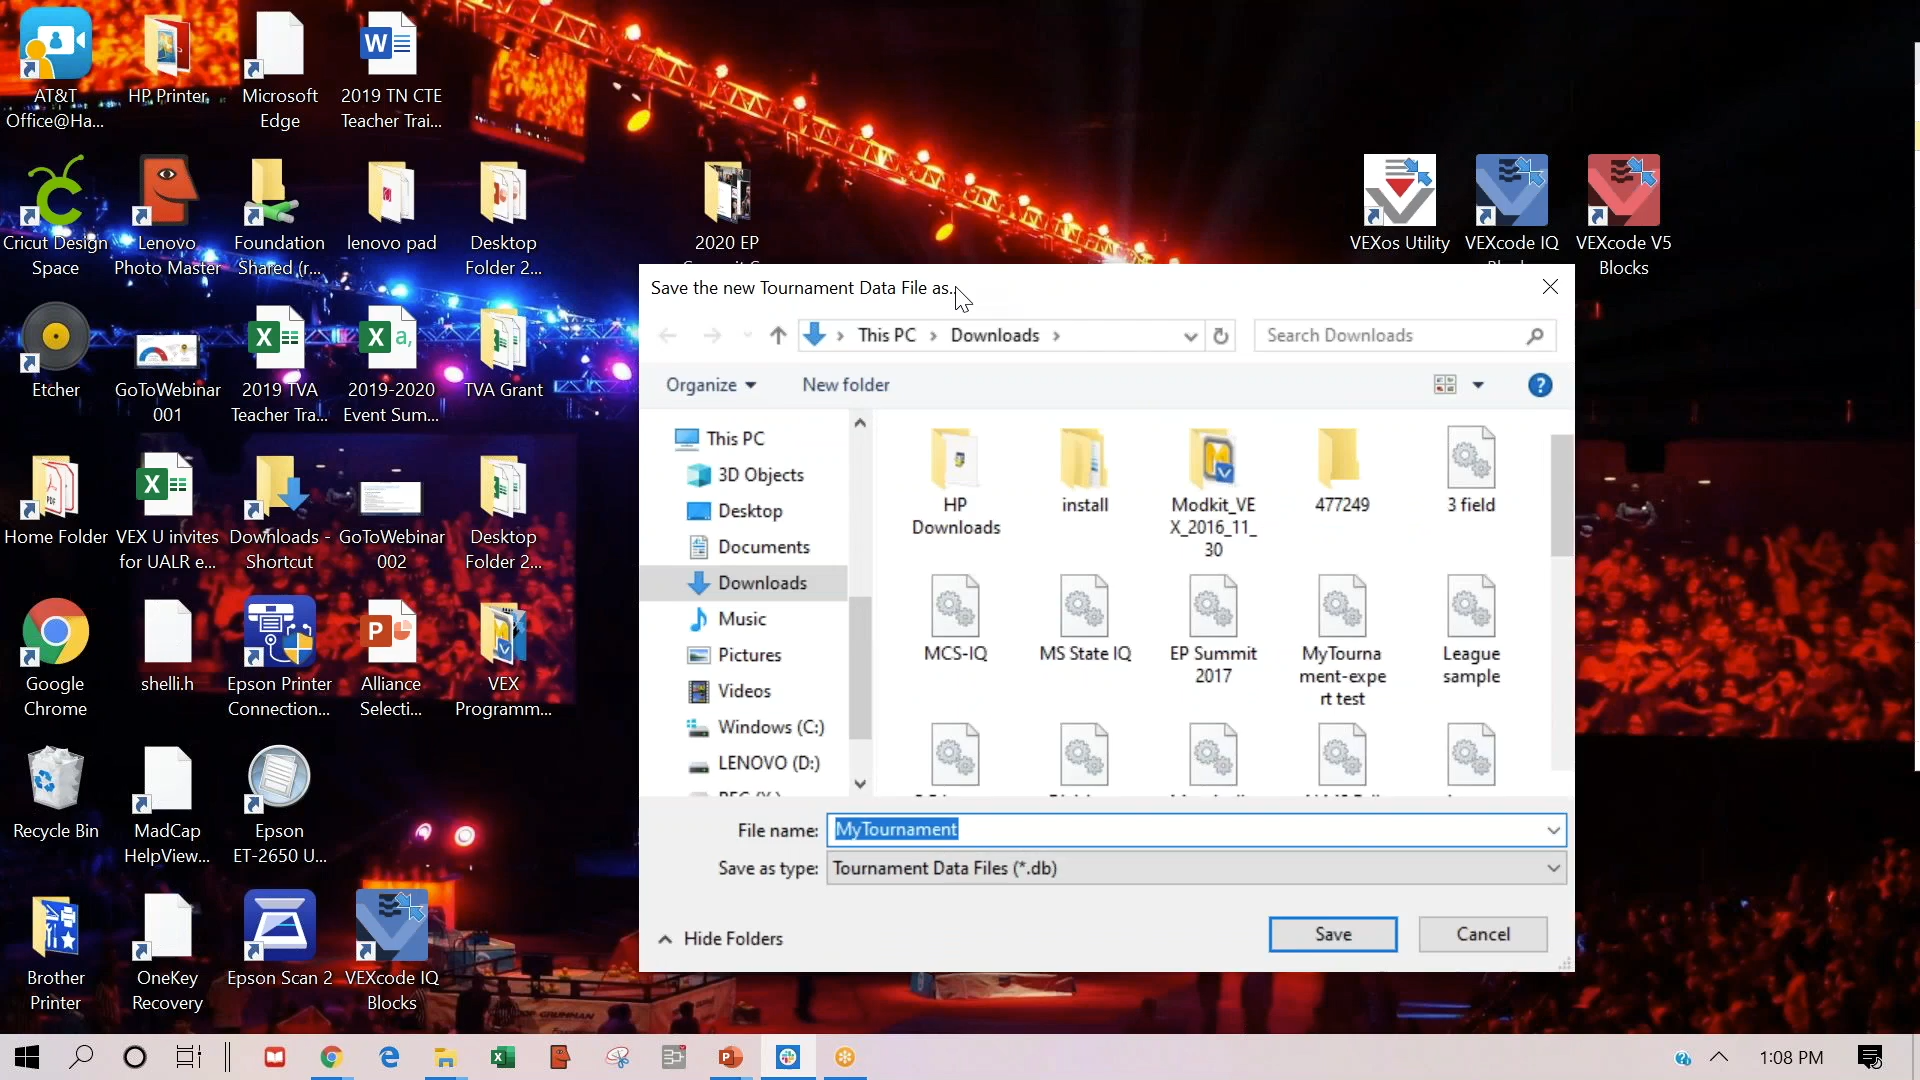 AT&T
Office@Ha...
HP Printer
Microsoft
Edge
2019 TN CTE
Teacher Trai...
Cricut Design
Space
Lenovo
Photo Master
Foundation
Shared (r...
lenovo pad
Desktop
Folder 2...
2020 EP
VEXos Utility
VEXcode IQ
VEXcode V5
Blocks
Etcher
GoToWebinar
001
2019 TVA
Teacher Tra...
2019-2020
Event Sum...
TVA Grant
Home Folder
VEX U invites
for UALR e...
Downloads -
Shortcut
GoToWebinar
002
Desktop
Folder 2...
Google
Chrome
shelli.h
Epson Printer
Connection...
Alliance
Selecti...
VEX
Programm...
Recycle Bin
MadCap
HelpView...
Epson
ET-2650 U...
Brother
Printer
OneKey
Recovery
Epson Scan 2
VEXcode IQ
Blocks
Save the new Tournament Data File as...
This PC
Downloads
Search Downloads
Organize
New folder
This PC
3D Objects
Desktop
Documents
Downloads
Music
Pictures
Videos
Windows (C:)
LENOVO (D:)
HP
Downloads
install
Modkit_VE
X_2016_11_
30
477249
3 field
MCS-IQ
MS State IQ
EP Summit
2017
MyTourna
ment-expe
rt test
League
sample
File name:
MyTournament
Save as type:
Tournament Data Files (*.db)
Hide Folders
Save
Cancel
1:08 PM